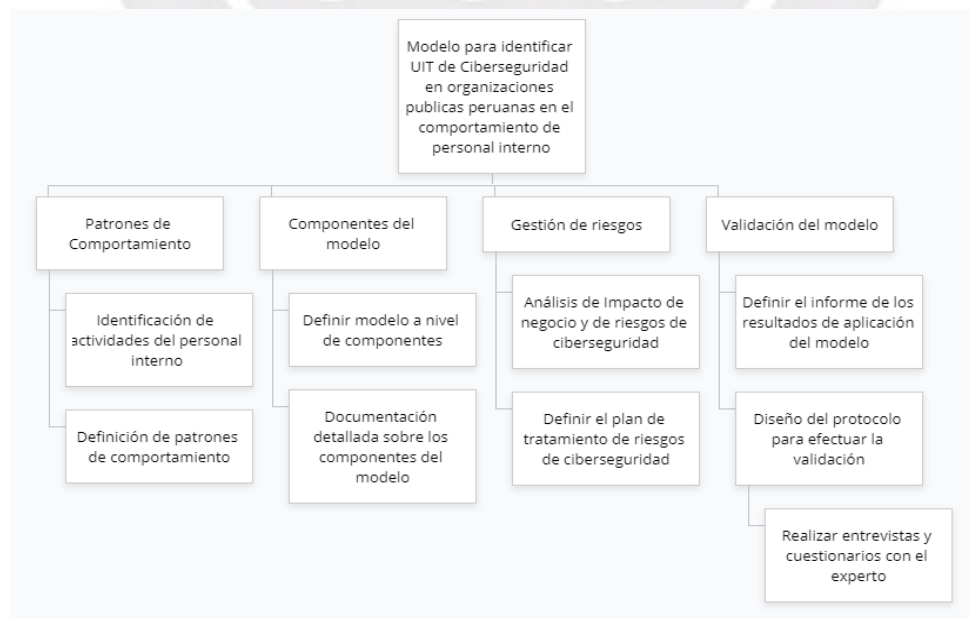 Modelo para identificar
UIT de Ciberseguridad
en organizaciones
publicas peruanas en el
comportamiento de
personal interno
Patrones de
Comportamiento
Identificación de
actividades del personal
interno
Definición de patrones
de comportamiento
Componentes del
modelo
Definir modelo a nivel
de componentes
Documentación
detallada sobre los
componentes del
modelo
Gestión de riesgos
Análisis de Impacto de
negocio y de riesgos de
ciberseguridad
Definir el plan de
tratamiento de riesgos
de ciberseguridad
Validación del modelo
Definir el informe de los
resultados de aplicación
del modelo
Diseño del protocolo
para efectuar la
validación
Realizar entrevistas y
cuestionarios con el
experto